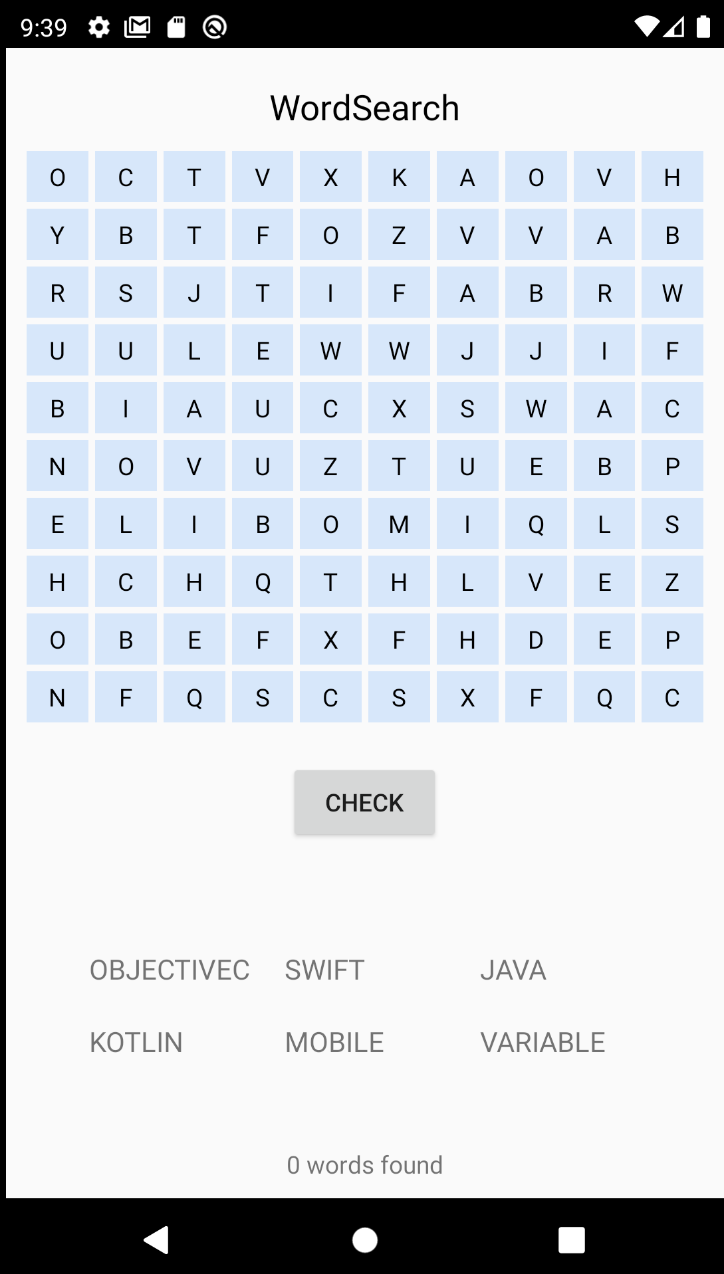 9:39
WordSearch
O C T V X K A O V H
Y B T F O Z V V A B
R S J T I F A B R W
U U L E W W J J I F
B I A U C X S W A C
N O V U Z T U E B P
E L I B O M I Q L S
H C H Q T H L V E Z
O B E F X F H D E P
N F Q S C S X F Q C
CHECK
OBJECTIVEC SWIFT JAVA
KOTLIN MOBILE VARIABLE
0 words found